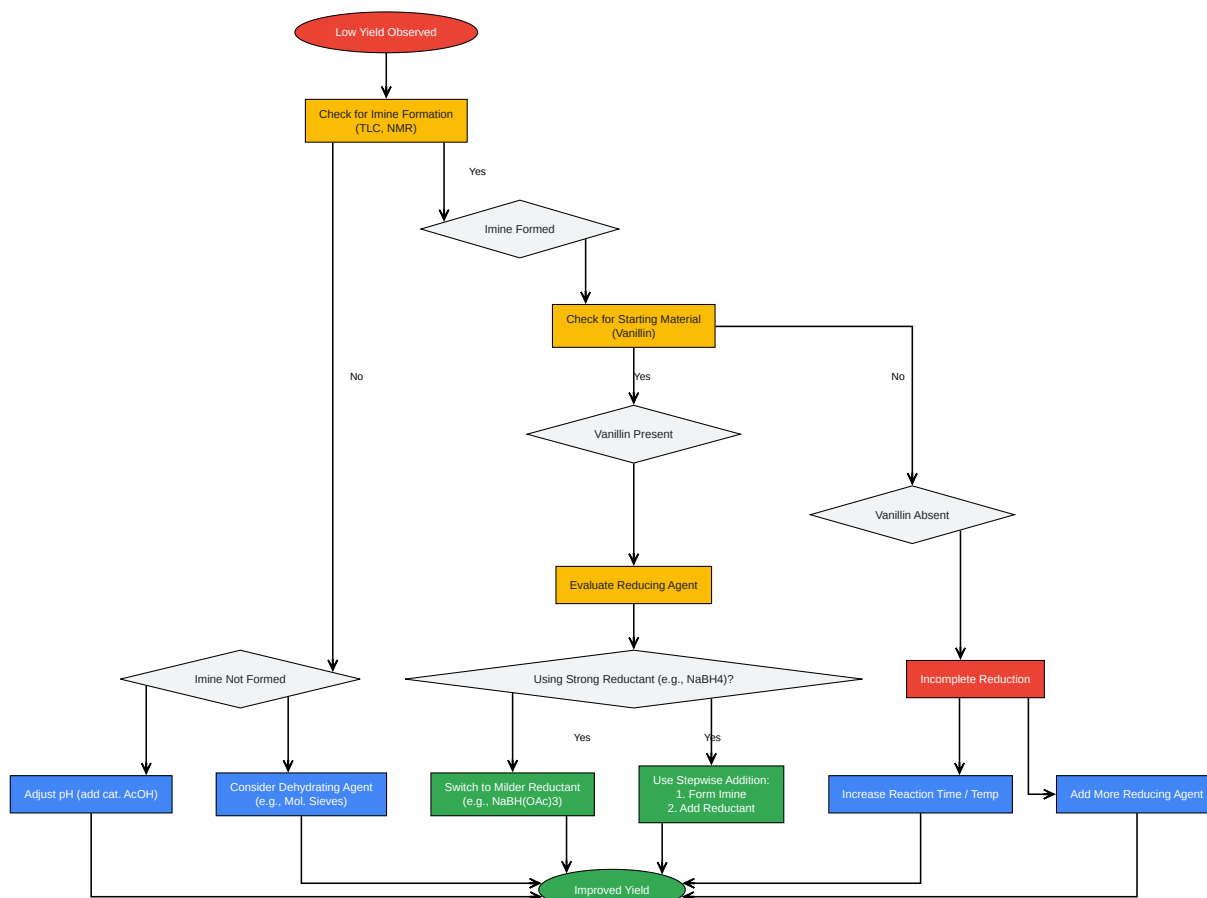 Low Yield Observed
Check for Imine Formation
(TLC, NMR)
Yes
Imine Formed
Check for Starting Material
(Vanillin)
No
Yes
No
Vanillin Present
Vanillin Absent
Evaluate Reducing Agent
Imine Not Formed
Using Strong Reductant (e.g., NaBH4)?
Incomplete Reduction
Yes
Yes
Adjust pH (add cat. AcOH)
Consider Dehydrating Agent
(e.g., Mol. Sieves)
Switch to Milder Reductant
(e.g., NaBH(OAc)3)
Use Stepwise Addition:
1. Form Imine
2. Add Reductant
Increase Reaction Time / Temp
Add More Reducing Agent
Improved Yield